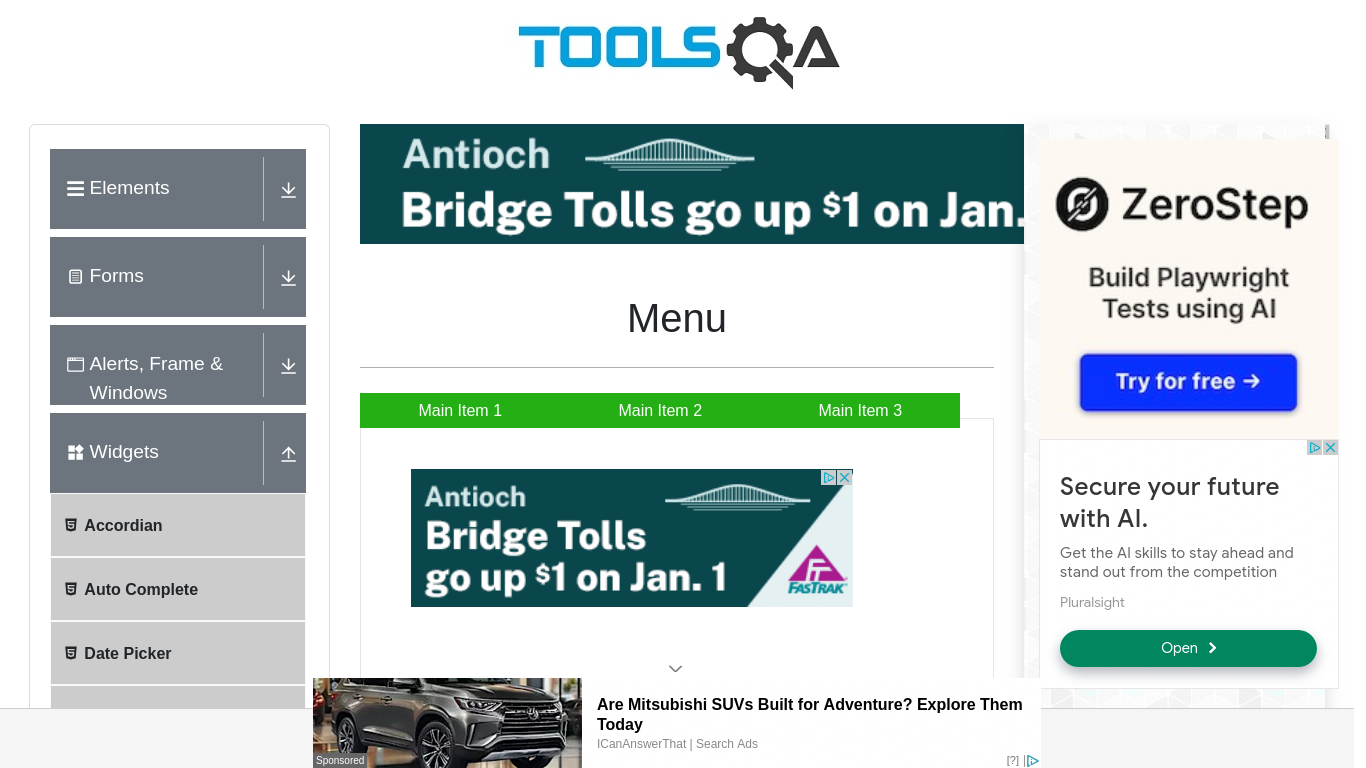 TOOLSQA
Elements
Forms
Alerts, Frame &
Windows
Widgets
Accordian
Auto Complete
Date Picker
Antioch
Bridge Tolls go up $1 on Jan.
Menu
Main Item 1
Main Item 2
Main Item 3
Antioch
Bridge Tolls
go up $1 on Jan. 1
FASTRAK
ZeroStep
Build Playwright
Tests using AI
Try for free →
Secure your future
with AI.
Get the AI skills to stay ahead and
stand out from the competition
Pluralsight
Open
Sponsored
Are Mitsubishi SUVs Built for Adventure? Explore Them
Today
ICanAnswerThat | Search Ads
[?] |